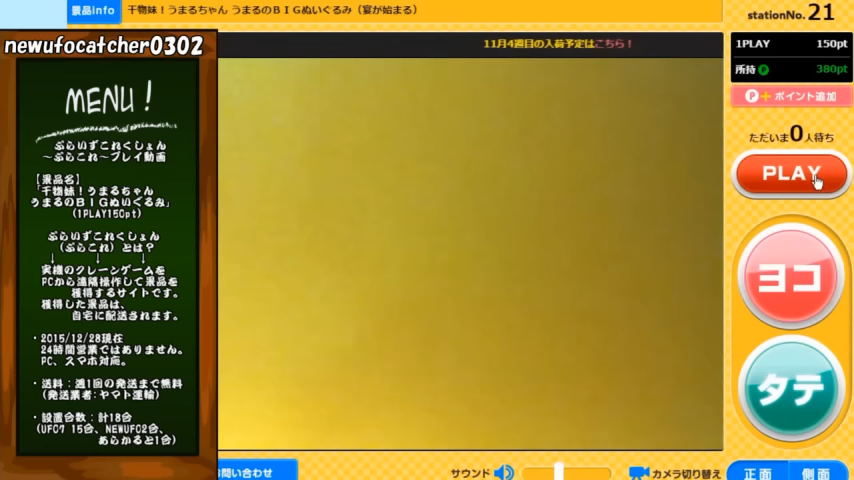 景品info
干物妹！うまるちゃん うまるのＢＩＧぬいぐるみ（宴が始まる）
stationNo. 21
newufocatcher0302
11月4週目の入荷予定はこちら！
1PLAY 150pt
所持 P 380pt
P+ポイント追加
ただいま0人待ち
PLAY
ヨコ
タテ
MENU！
ぷらいずこれくしょん
～ぷらこれ～プレイ動画
【景品名】
「干物妹！うまるちゃん
うまるのＢＩＧぬいぐるみ」
(1PLAY150pt)
ぷらいずこれくしょん
(ぷらこれ) とは？
↓ ↓ ↓
実機のクレーンゲームを
PCから遠隔操作して景品を
獲得するサイトです。
獲得した景品は、
自宅に配送されます。
・2015/12/28現在
24時間営業ではありません。
PC、スマホ対応。
・送料：週1回の発送まで無料
(発送業者:ヤマト運輸)
・設置台数：計18台
(UFO7 15台、NEWUFO2台、
あらかると1台)
お問い合わせ
サウンド
カメラ切り替え
正面
側面